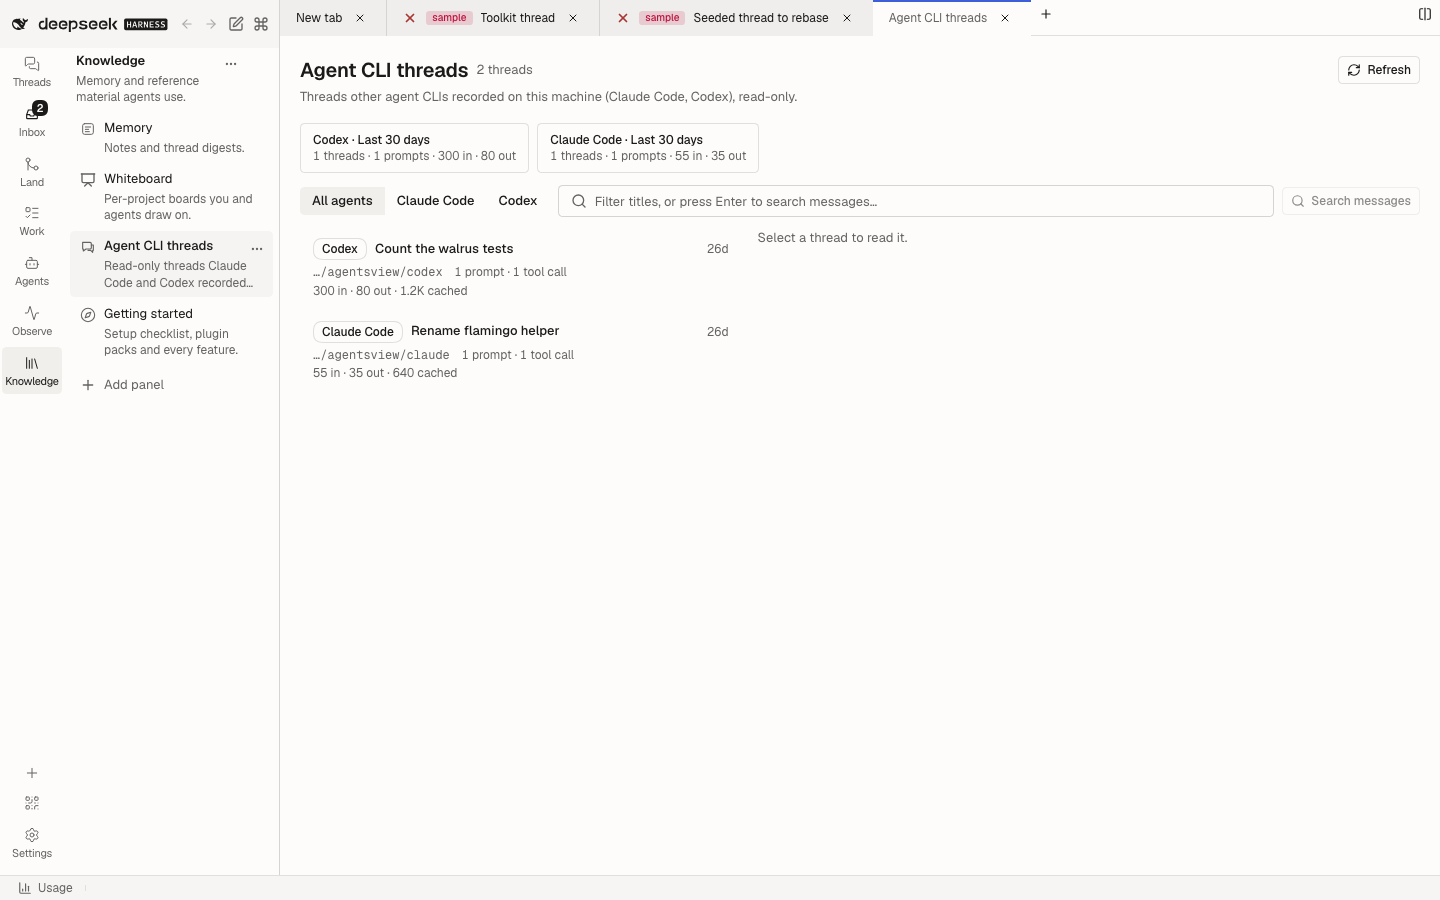 deepseek HARNESS
New tab
sample Toolkit thread
sample Seeded thread to rebase
Agent CLI threads
Threads
2
Inbox
Land
Work
Agents
Observe
Knowledge
Settings
Knowledge
Memory and reference
material agents use.
Memory
Notes and thread digests.
Whiteboard
Per-project boards you and
agents draw on.
Agent CLI threads
Read-only threads Claude
Code and Codex recorded…
Getting started
Setup checklist, plugin
packs and every feature.
Add panel
Agent CLI threads 2 threads
Refresh
Threads other agent CLIs recorded on this machine (Claude Code, Codex), read-only.
Codex · Last 30 days
1 threads · 1 prompts · 300 in · 80 out
Claude Code · Last 30 days
1 threads · 1 prompts · 55 in · 35 out
All agents Claude Code Codex
Filter titles, or press Enter to search messages…
Search messages
Codex Count the walrus tests 26d
…/agentsview/codex 1 prompt · 1 tool call
300 in · 80 out · 1.2K cached
Claude Code Rename flamingo helper 26d
…/agentsview/claude 1 prompt · 1 tool call
55 in · 35 out · 640 cached
Select a thread to read it.
Usage